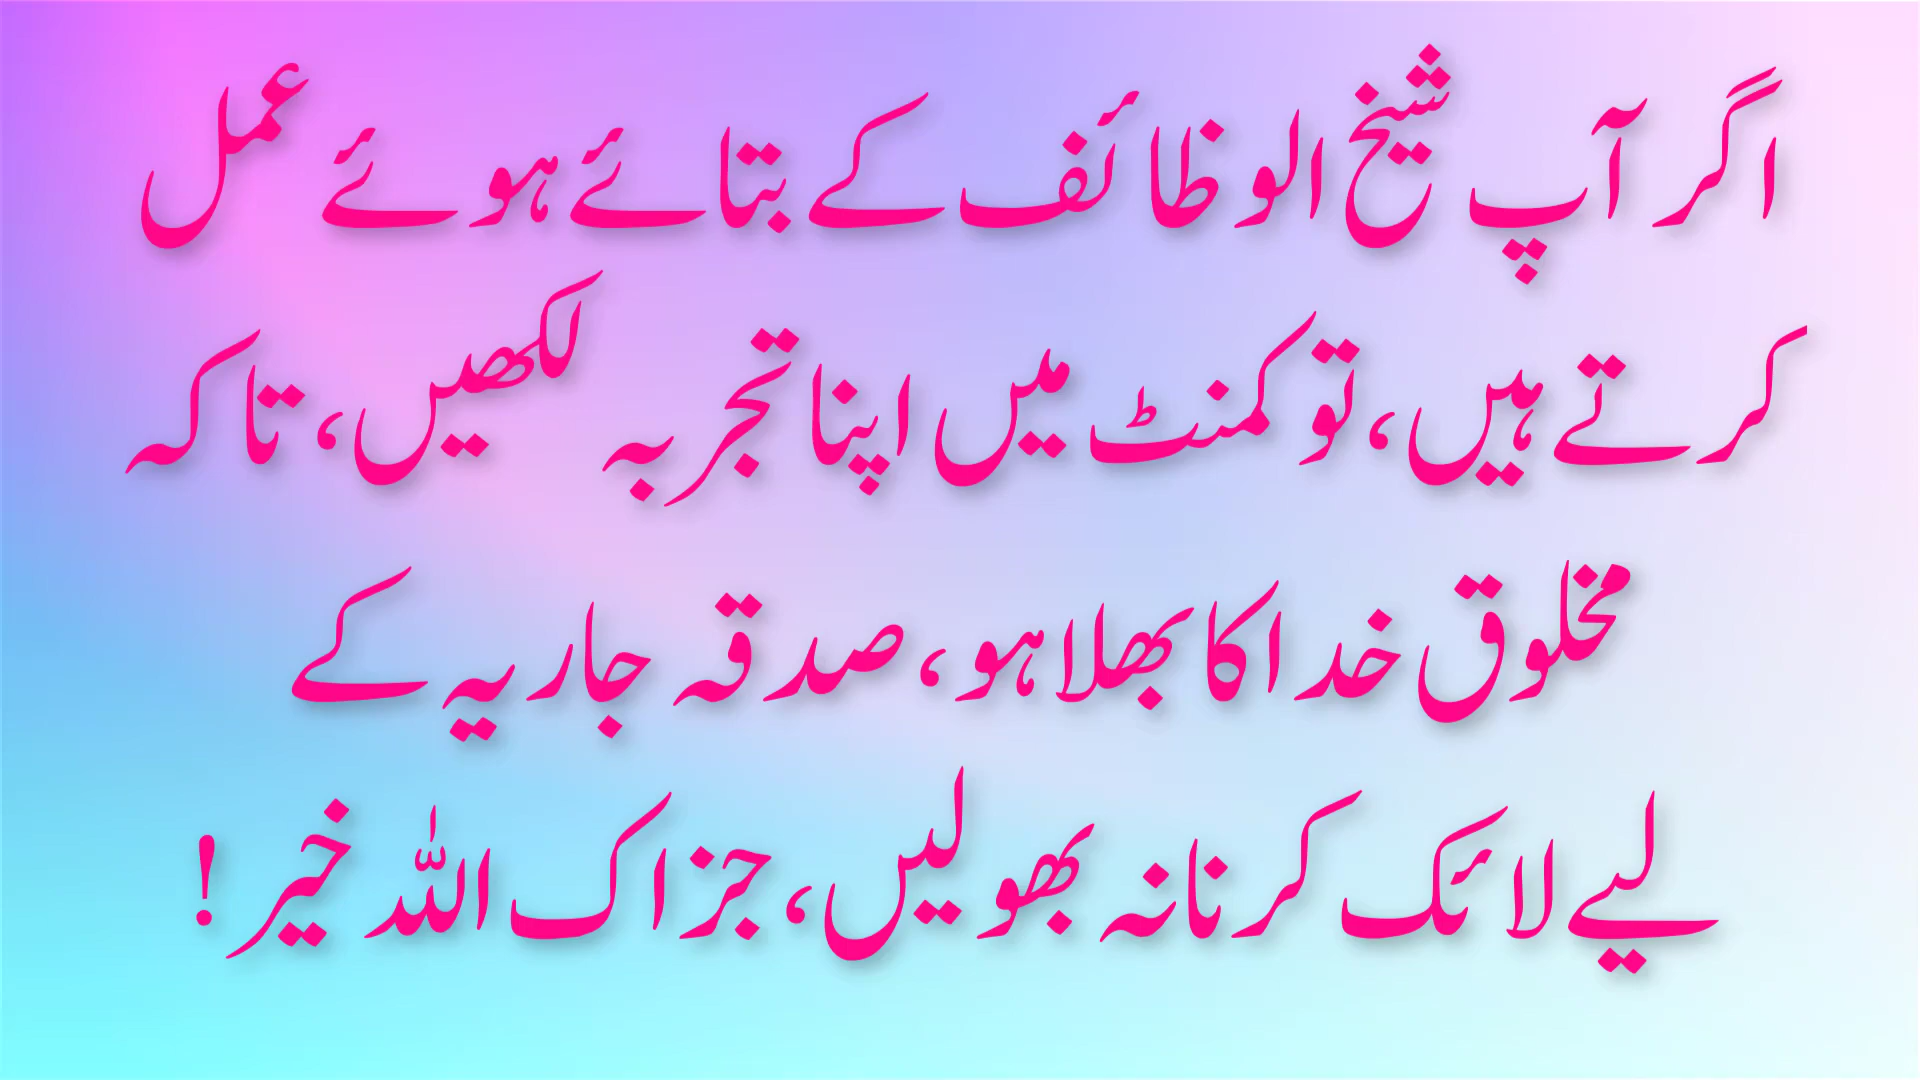 اگر آپ شیخ الوظائف کے بتائے ہوئے عمل
کرتے ہیں، تو کمنٹ میں اپنا تجربہ لکھیں، تاکہ
مخلوق خدا کا بھلا ہو، صدقہ جاریہ کے
لیے لائک کرنا نہ بھولیں، جزاک اللہ خیر!